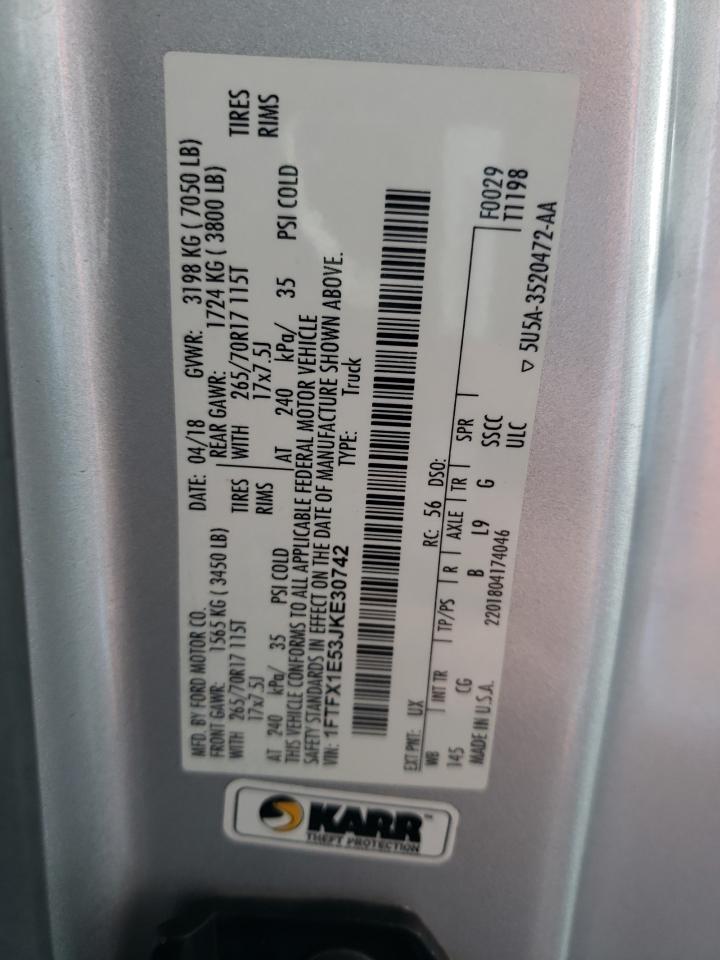 MFD. BY FORD MOTOR CO.
DATE: 04/18 GVWR: 3198 KG ( 7050 LB)
FRONT GAWR: 1565 KG ( 3450 LB)
REAR GAWR: 1724 KG ( 3800 LB)
WITH 265/70R17 115T TIRES
WITH 265/70R17 115T TIRES
17x7.5J RIMS
17x7.5J RIMS
AT 240 kPa/ 35 PSI COLD
AT 240 kPa/ 35 PSI COLD
THIS VEHICLE CONFORMS TO ALL APPLICABLE FEDERAL MOTOR VEHICLE
SAFETY STANDARDS IN EFFECT ON THE DATE OF MANUFACTURE SHOWN ABOVE.
VIN: 1FTFX1E53JKE30742
TYPE: Truck
EXT PNT: UX RC: 56 DSO:
WB INT TR TP/PS R AXLE TR SPR F0029
145 CG B L9 G SSCC T1198
ULC
MADE IN U.S.A. 2201804174046
▽ 5U5A-3520472-AA
KARR™
THEFT PROTECTION